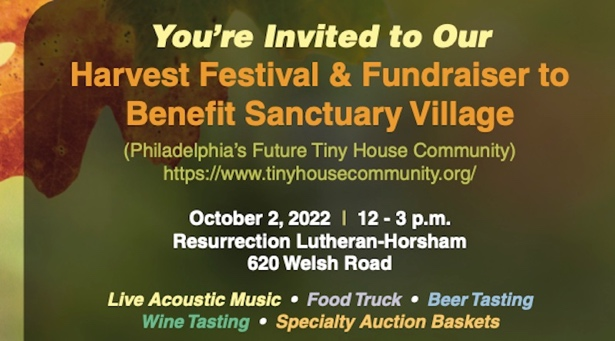 You're Invited to Our
Harvest Festival & Fundraiser to
Benefit Sanctuary Village
(Philadelphia's Future Tiny House Community)
https://www.tinyhousecommunity.org/
October 2, 2022 | 12 - 3 p.m.
Resurrection Lutheran-Horsham
620 Welsh Road
Live Acoustic Music • Food Truck • Beer Tasting
Wine Tasting • Specialty Auction Baskets